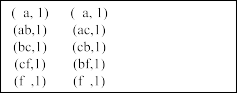 ( a, 1) ( a, 1)
(ab,1) (ac,1)
(bc,1) (cb,1)
(cf,1) (bf,1)
(f ,1) (f ,1)